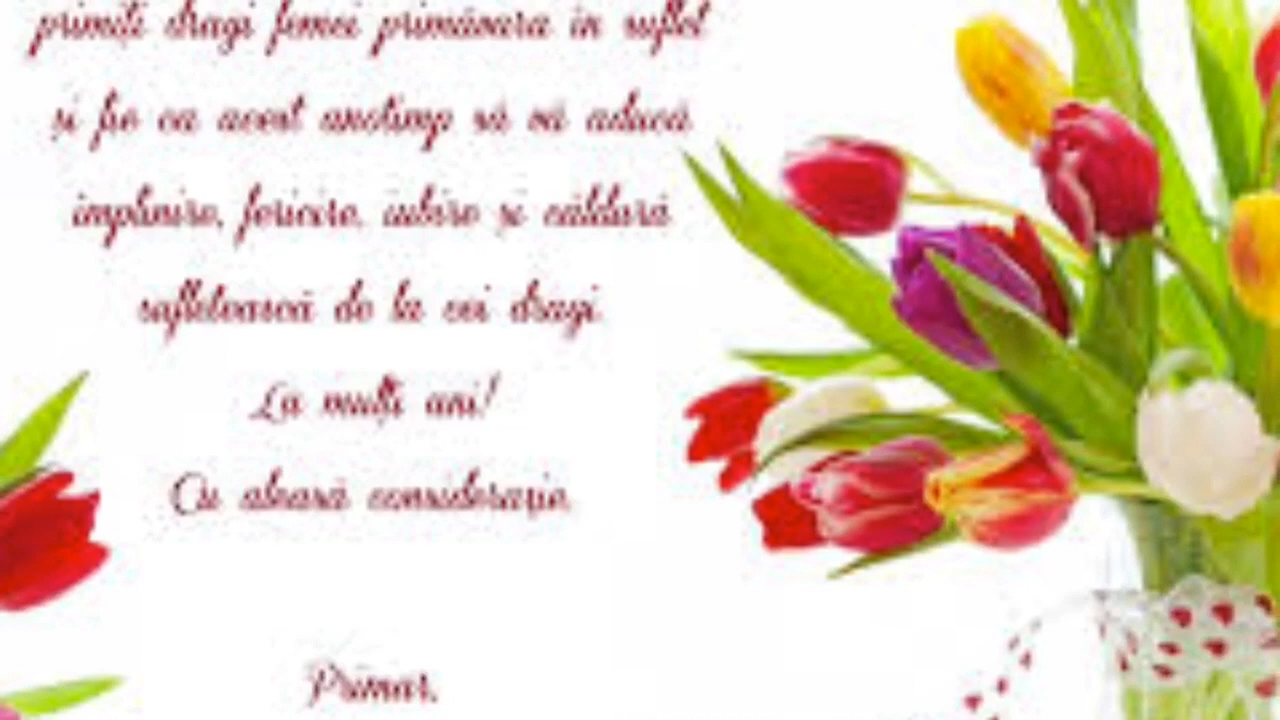 primiți dragi femei primăvara în suflet
și fie ca acest anotimp să vă aducă
împlinire, fericire, iubire și căldură
sufletească de la cei dragi.
La mulți ani!
Cu aleasă considerație,
Primar,